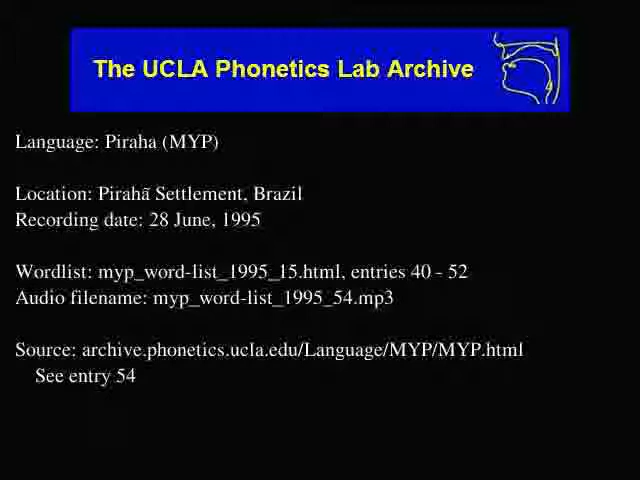 The UCLA Phonetics Lab Archive
Language: Piraha (MYP)
Location: Pirahã Settlement, Brazil
Recording date: 28 June, 1995
Wordlist: myp_word-list_1995_15.html, entries 40 - 52
Audio filename: myp_word-list_1995_54.mp3
Source: archive.phonetics.ucla.edu/Language/MYP/MYP.html
See entry 54